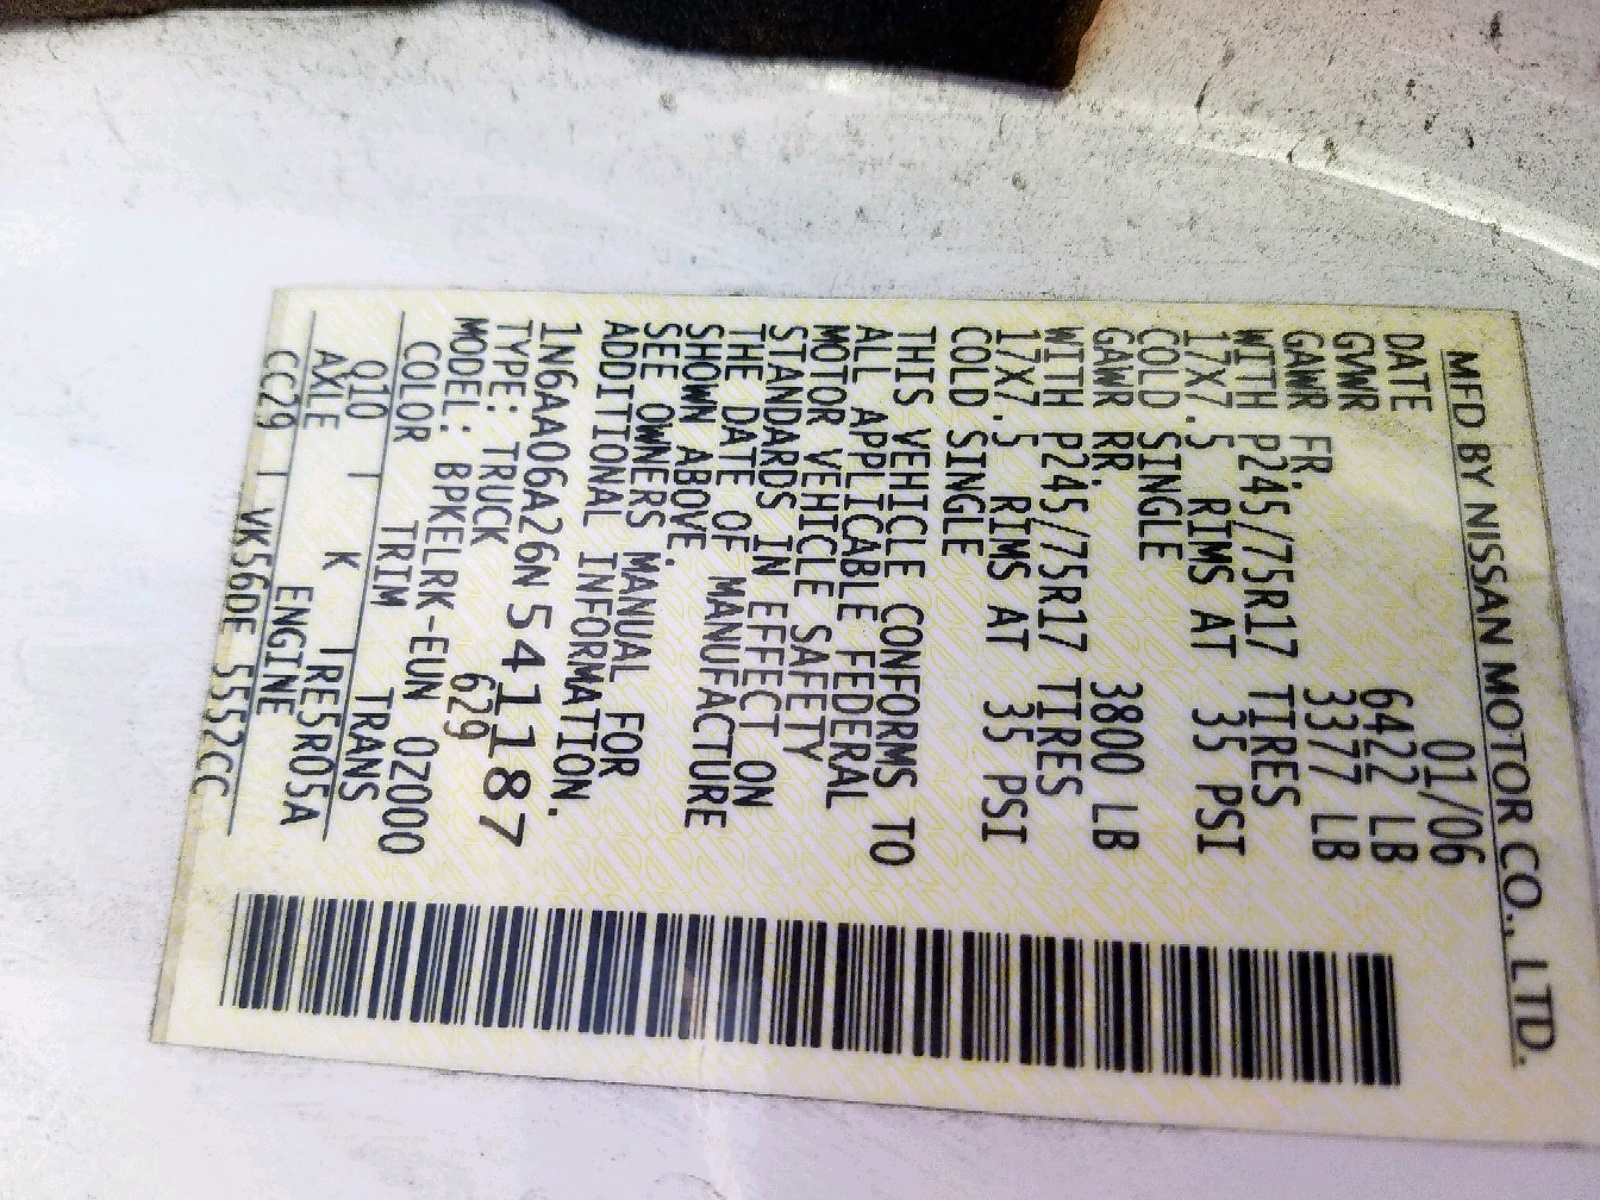 MFD BY NISSAN MOTOR CO., LTD.
DATE 01/06
GVWR 6422 LB
GAWR FR. 3377 LB
WITH P245/75R17 TIRES
17X7.5 RIMS AT 35 PSI
COLD SINGLE
GAWR RR. 3800 LB
WITH P245/75R17 TIRES
17X7.5 RIMS AT 35 PSI
COLD SINGLE
THIS VEHICLE CONFORMS TO
ALL APPLICABLE FEDERAL
MOTOR VEHICLE SAFETY
STANDARDS IN EFFECT ON
THE DATE OF MANUFACTURE
SHOWN ABOVE.
SEE OWNERS MANUAL FOR
ADDITIONAL INFORMATION.
1N6AA06A26N541187
TYPE: TRUCK 629
MODEL: BPKELRK-EUN 0Z000
COLOR TRIM TRANS
Q10 K RE5R05A
AXLE ENGINE
CC29 VK56DE 5552CC